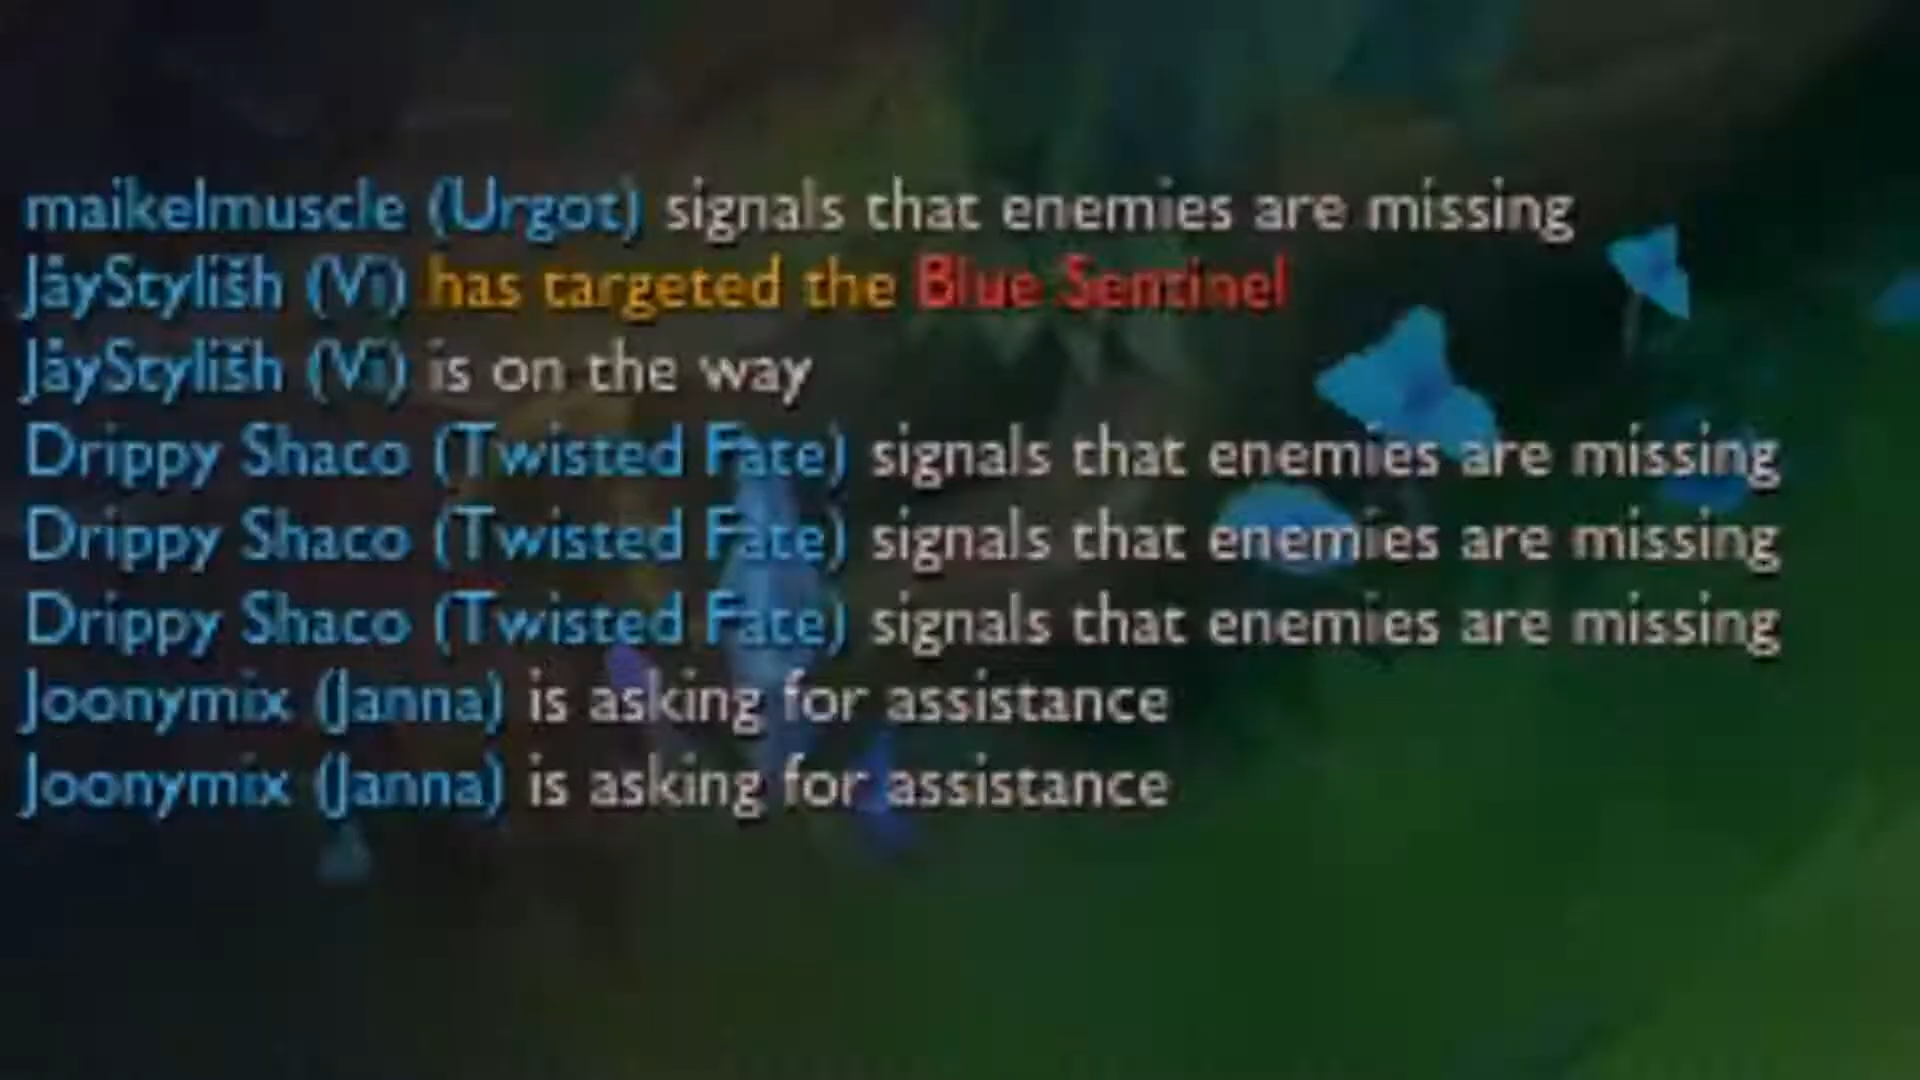 maikelmuscle (Urgot) signals that enemies are missing
JåyStylišh (Vi) has targeted the Blue Sentinel
JåyStylišh (Vi) is on the way
Drippy Shaco (Twisted Fate) signals that enemies are missing
Drippy Shaco (Twisted Fate) signals that enemies are missing
Drippy Shaco (Twisted Fate) signals that enemies are missing
Joonymix (Janna) is asking for assistance
Joonymix (Janna) is asking for assistance